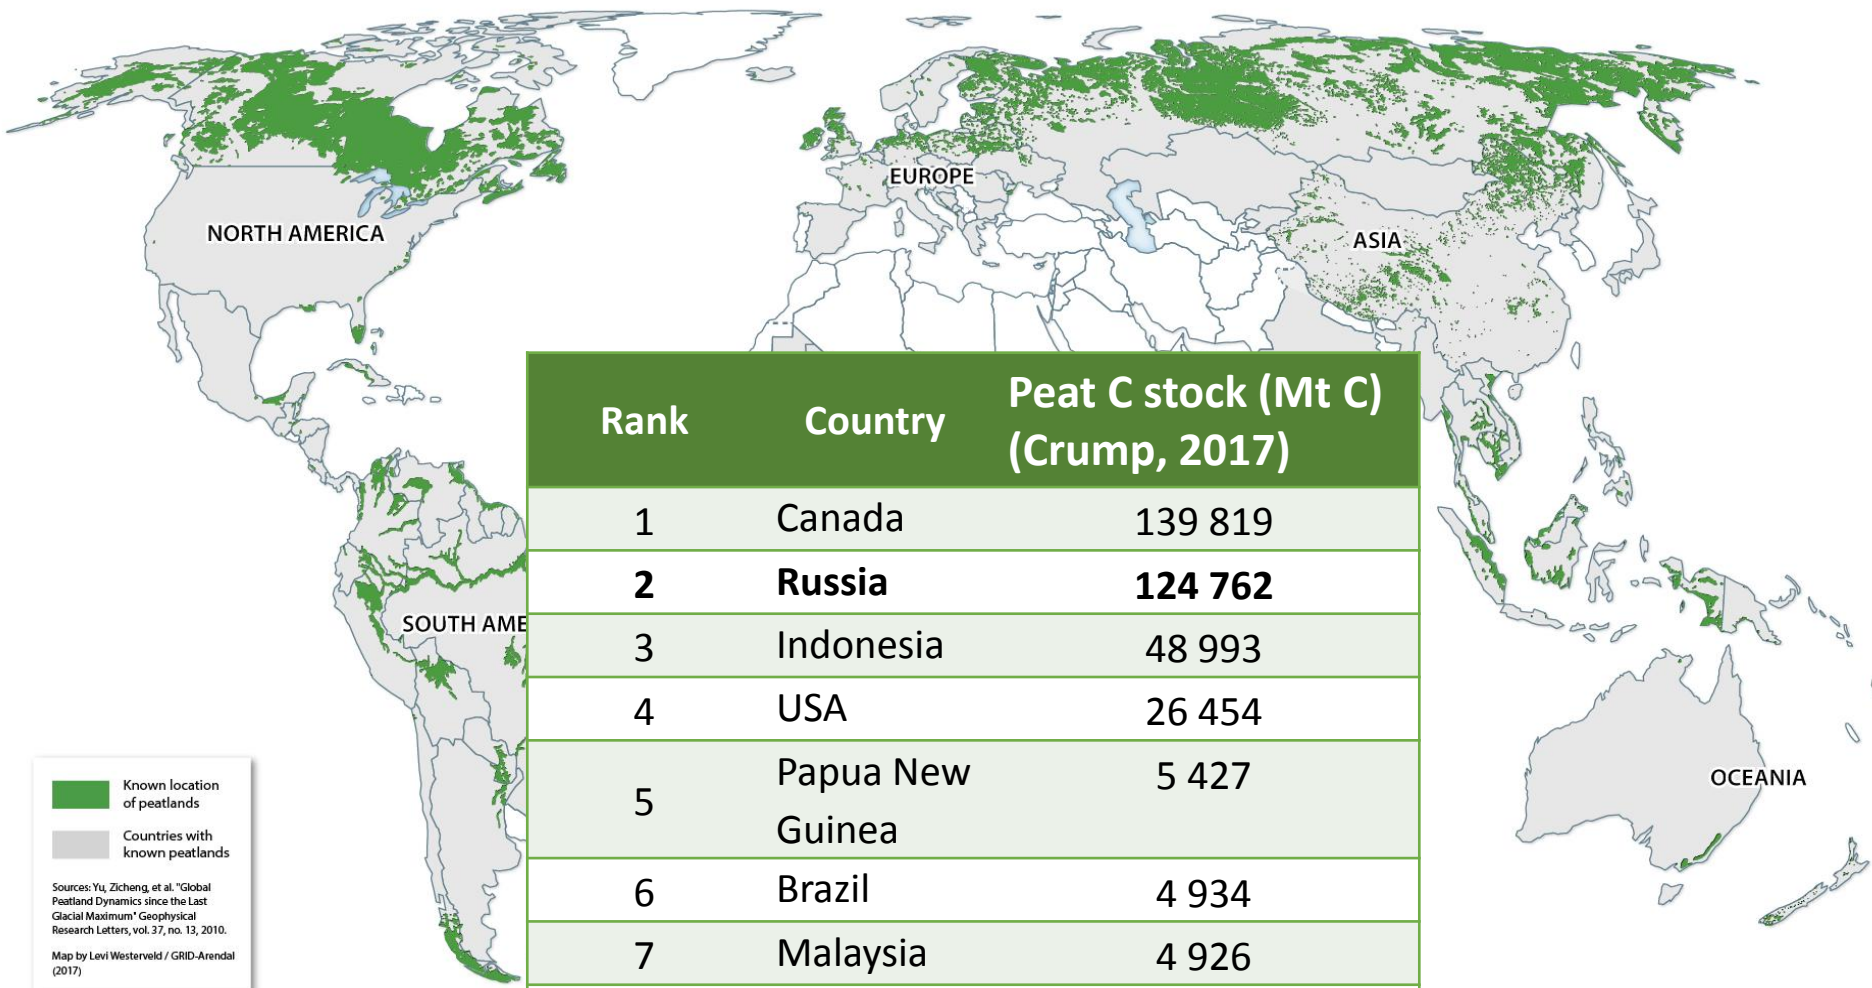 EUROPE
NORTH AMERICA
ASIA
Rank Country Peat C stock (Mt C)
(Crump, 2017)
1 Canada 139 819
2 Russia 124 762
3 Indonesia 48 993
4 USA 26 454
5 Papua New
Guinea 5 427
6 Brazil 4 934
7 Malaysia 4 926
SOUTH AME
OCEANIA
Known location
of peatlands
Countries with
known peatlands
Sources: Yu, Zicheng, et al. "Global
Peatland Dynamics since the Last
Glacial Maximum" Geophysical
Research Letters, vol. 37, no. 13, 2010.
Map by Levi Westerveld / GRID-Arendal
(2017)